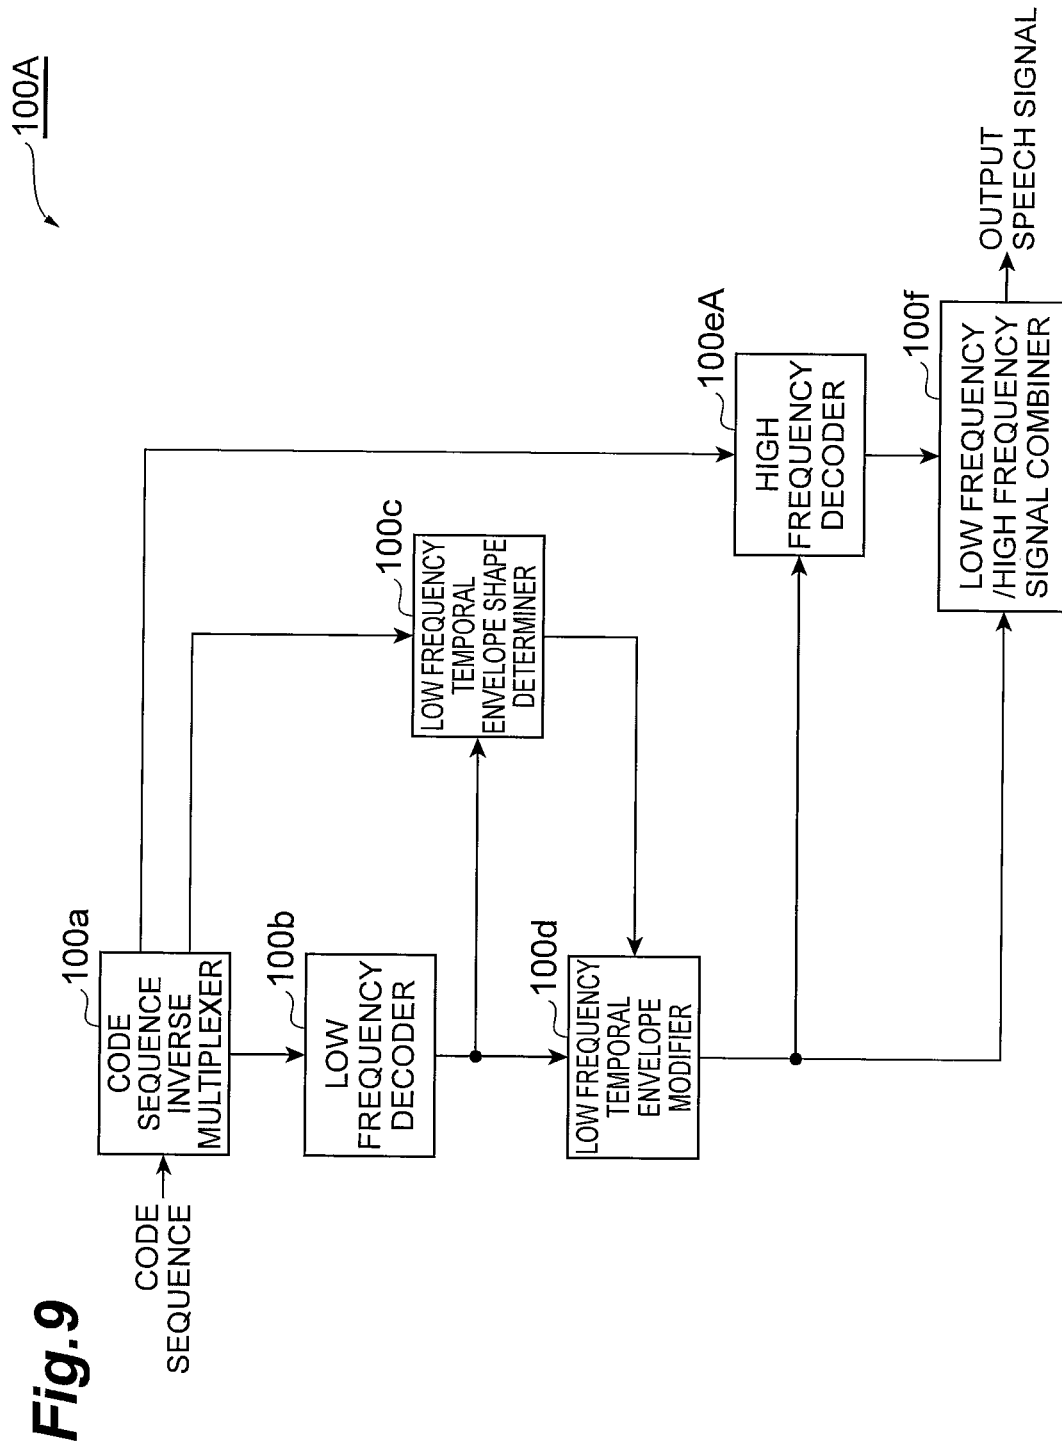 Fig.9
100A
CODE
SEQUENCE
100a
CODE
SEQUENCE
INVERSE
MULTIPLEXER
100b
LOW
FREQUENCY
DECODER
100c
LOW FREQUENCY
TEMPORAL
ENVELOPE SHAPE
DETERMINER
100d
LOW FREQUENCY
TEMPORAL
ENVELOPE
MODIFIER
100eA
HIGH
FREQUENCY
DECODER
100f
LOW FREQUENCY
/HIGH FREQUENCY
SIGNAL COMBINER
OUTPUT
SPEECH SIGNAL